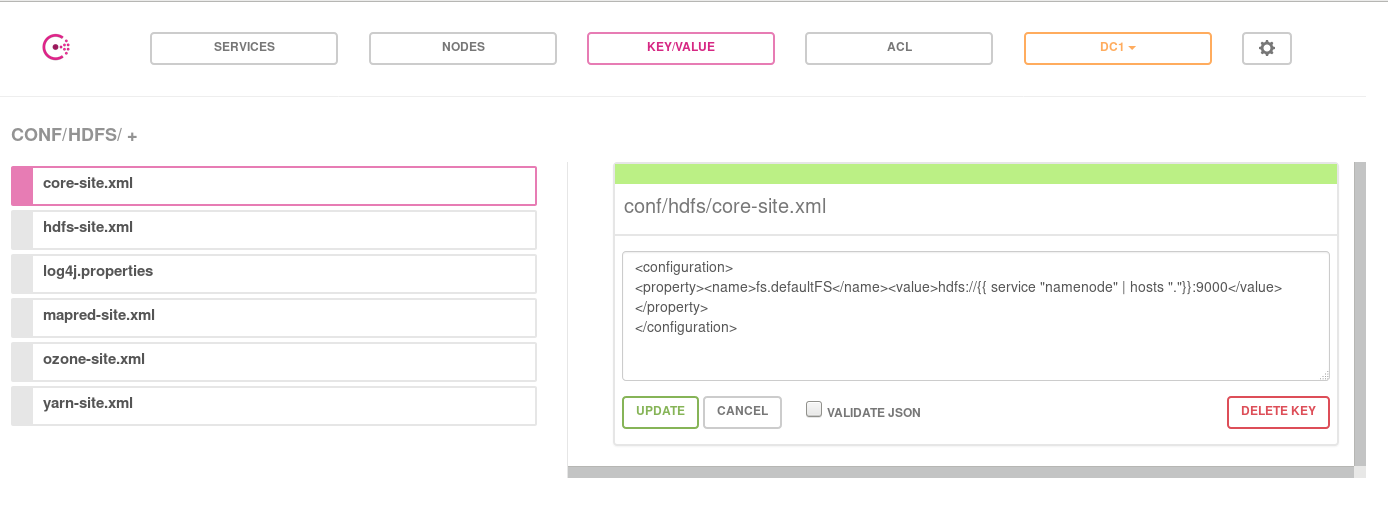 SERVICES NODES KEY/VALUE ACL DC1
CONF/HDFS/ +
core-site.xml
hdfs-site.xml
log4j.properties
mapred-site.xml
ozone-site.xml
yarn-site.xml
conf/hdfs/core-site.xml
<configuration>
<property><name>fs.defaultFS</name><value>hdfs://{{ service "namenode" | hosts "."}}:9000</value>
</property>
</configuration>
UPDATE CANCEL VALIDATE JSON DELETE KEY